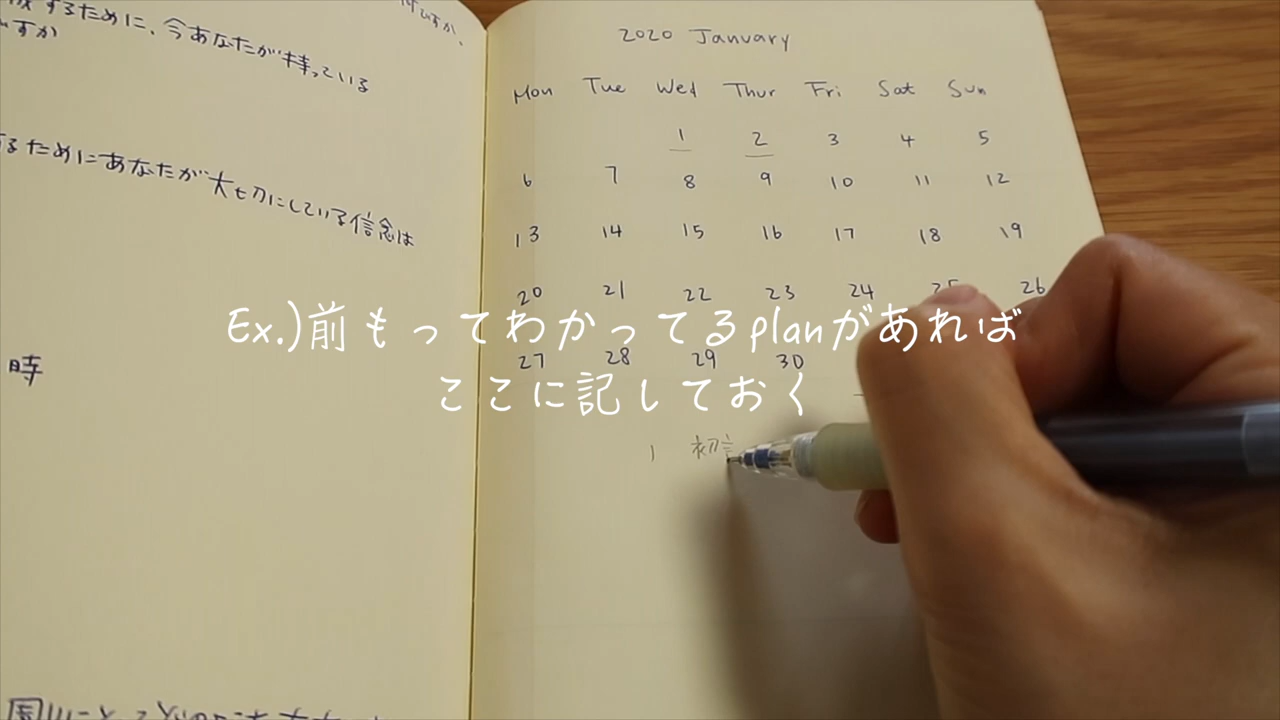 するために、今あなたが持っている
ますか
るためにあなたが大切にしている信念は
時
2020 January
Mon Tue Wed Thur Fri Sat Sun
1 2 3 4 5
6 7 8 9 10 11 12
13 14 15 16 17 18 19
20 21 22 23 24 25 26
27 28 29 30
Ex.)前もってわかってるplanがあれば
ここに記しておく
1 初